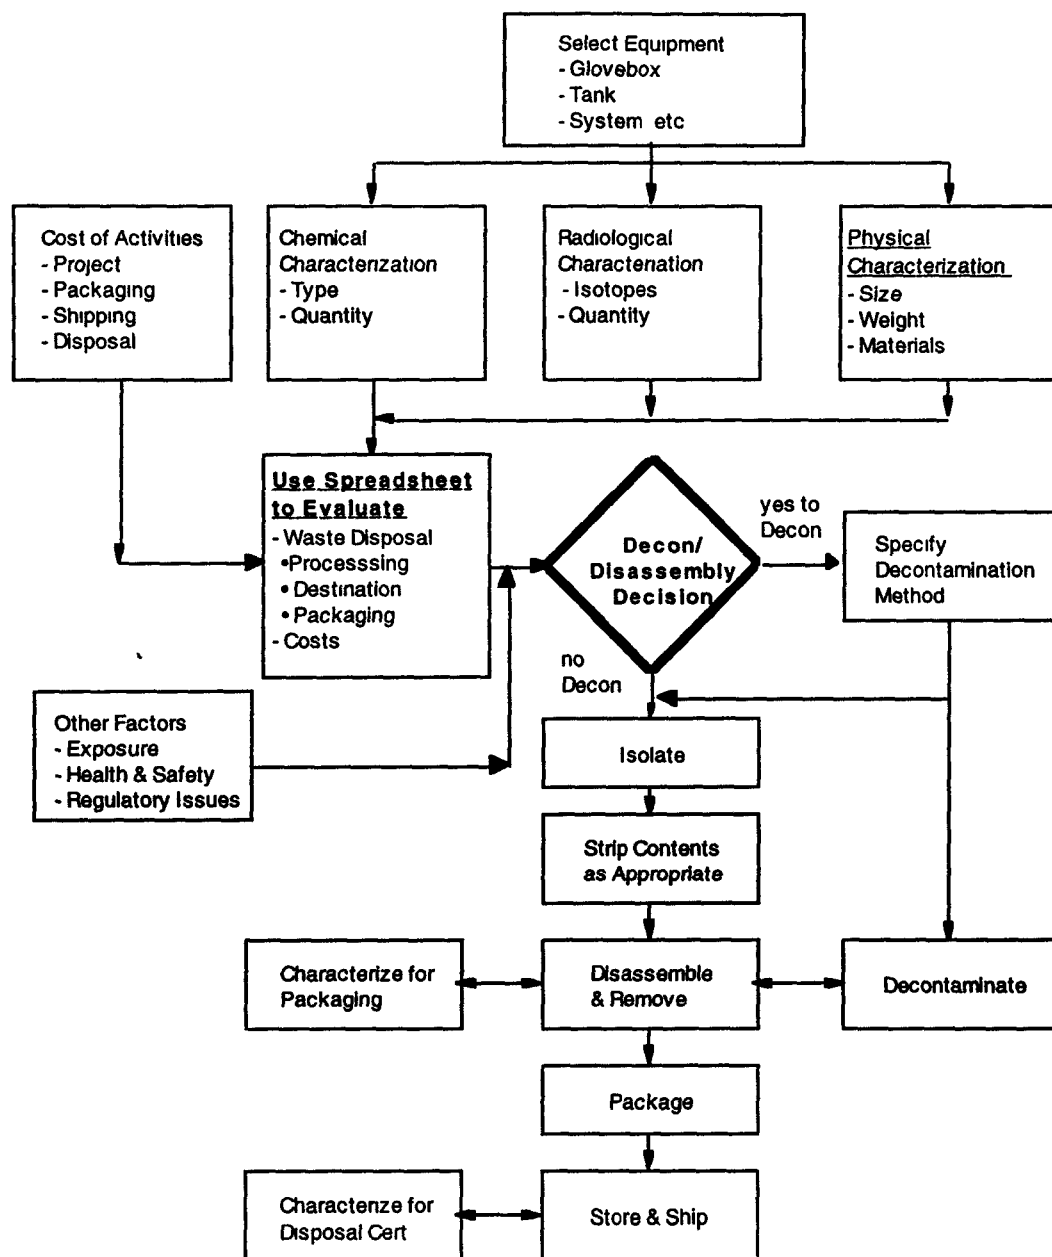 Select Equipment
- Glovebox
- Tank
- System etc
Cost of Activities
- Project
- Packaging
- Shipping
- Disposal
Chemical
Characterization
- Type
- Quantity
Radiological
Characteriation
- Isotopes
- Quantity
Physical
Characterization
- Size
- Weight
- Materials
Use Spreadsheet
to Evaluate
- Waste Disposal
•Processsing
• Destination
• Packaging
- Costs
Decon/
Disassembly
Decision
yes to
Decon
Specify
Decontamination
Method
no
Decon
Other Factors
- Exposure
- Health & Safety
- Regulatory Issues
Isolate
Strip Contents
as Appropriate
Characterize for
Packaging
Disassemble
& Remove
Decontaminate
Package
Characterize for
Disposal Cert
Store & Ship